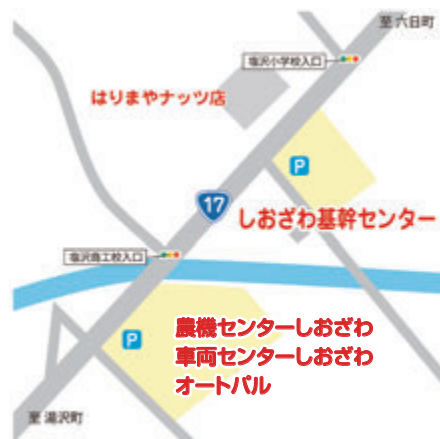 至 六日町
塩沢小学校入口
はりまやナッツ店
P
17
しおざわ基幹センター
塩沢商工校入口
農機センターしおざわ
車両センターしおざわ
オートパル
P
至 湯沢町